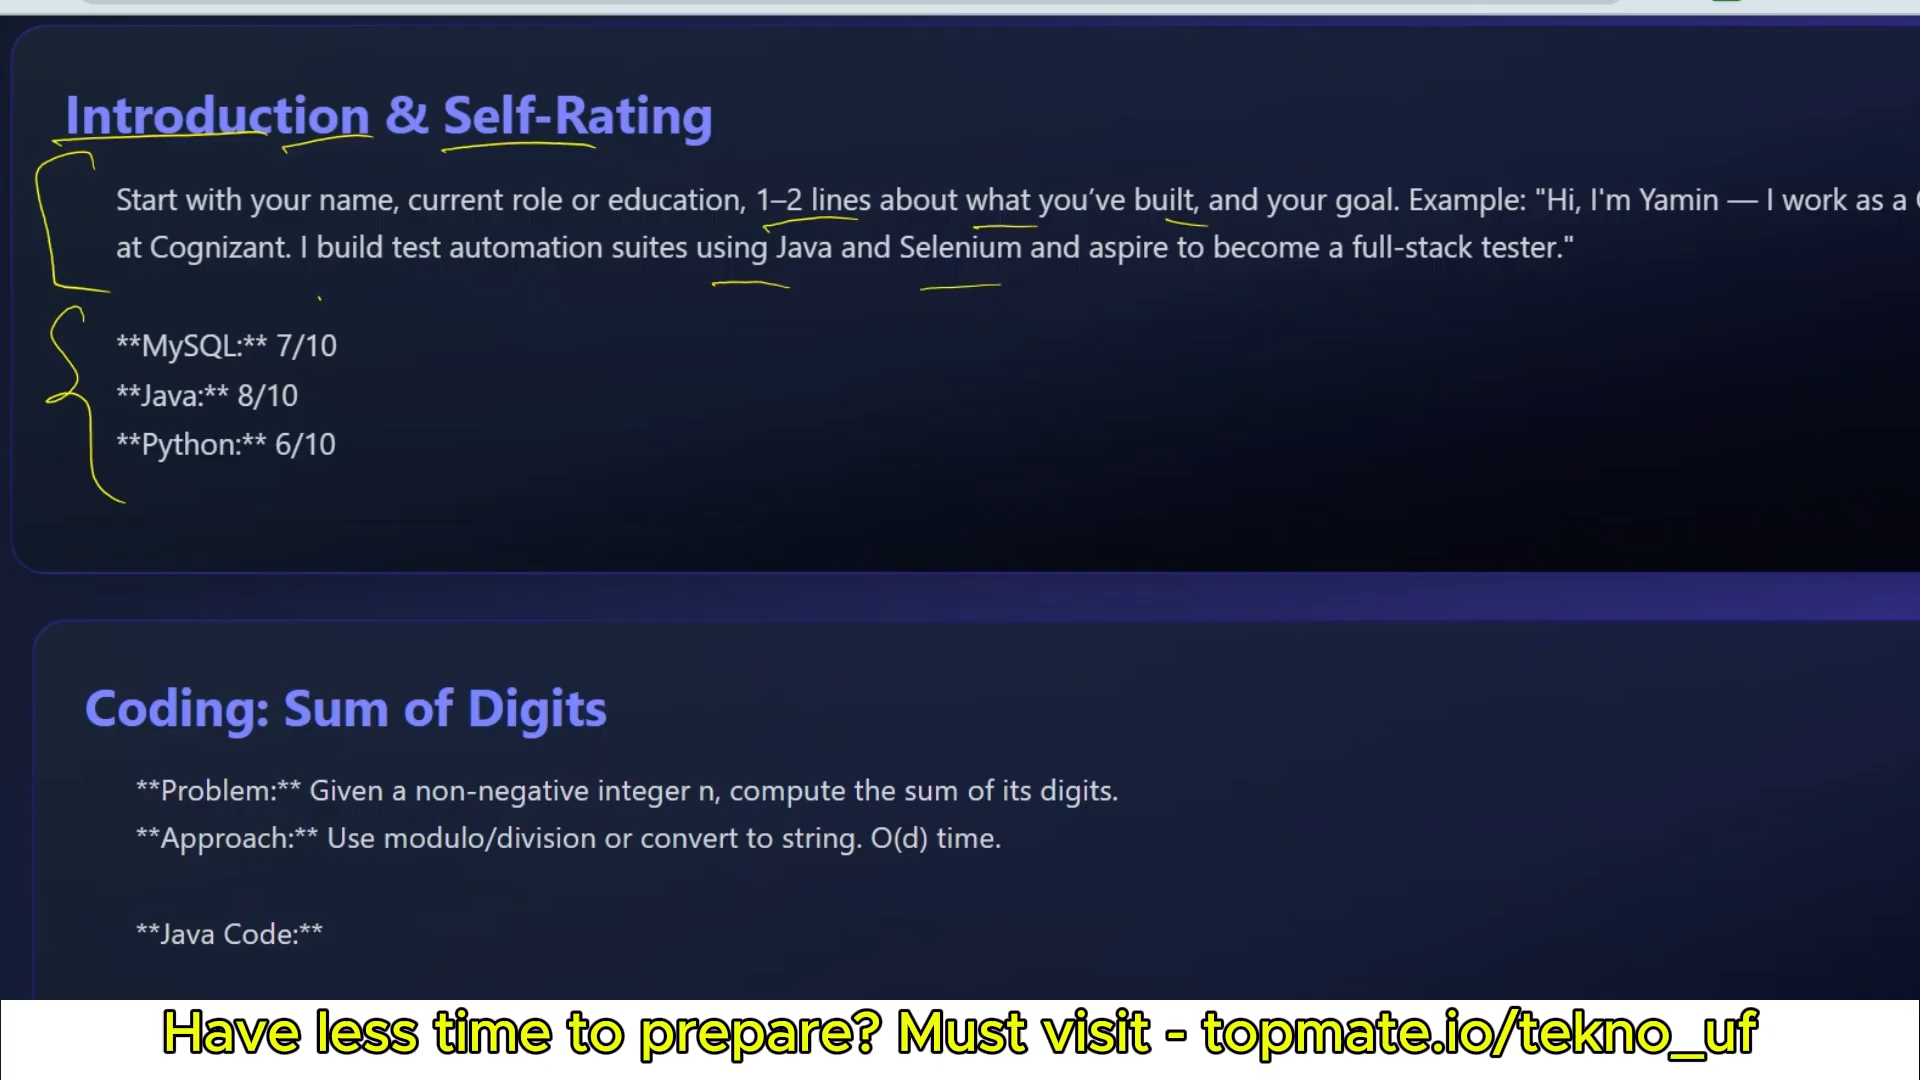 Introduction & Self-Rating
Start with your name, current role or education, 1–2 lines about what you’ve built, and your goal. Example: "Hi, I'm Yamin — I work as a
at Cognizant. I build test automation suites using Java and Selenium and aspire to become a full-stack tester."
**MySQL:** 7/10
**Java:** 8/10
**Python:** 6/10
Coding: Sum of Digits
**Problem:** Given a non-negative integer n, compute the sum of its digits.
**Approach:** Use modulo/division or convert to string. O(d) time.
**Java Code:**
Have less time to prepare? Must visit - topmate.io/tekno_uf